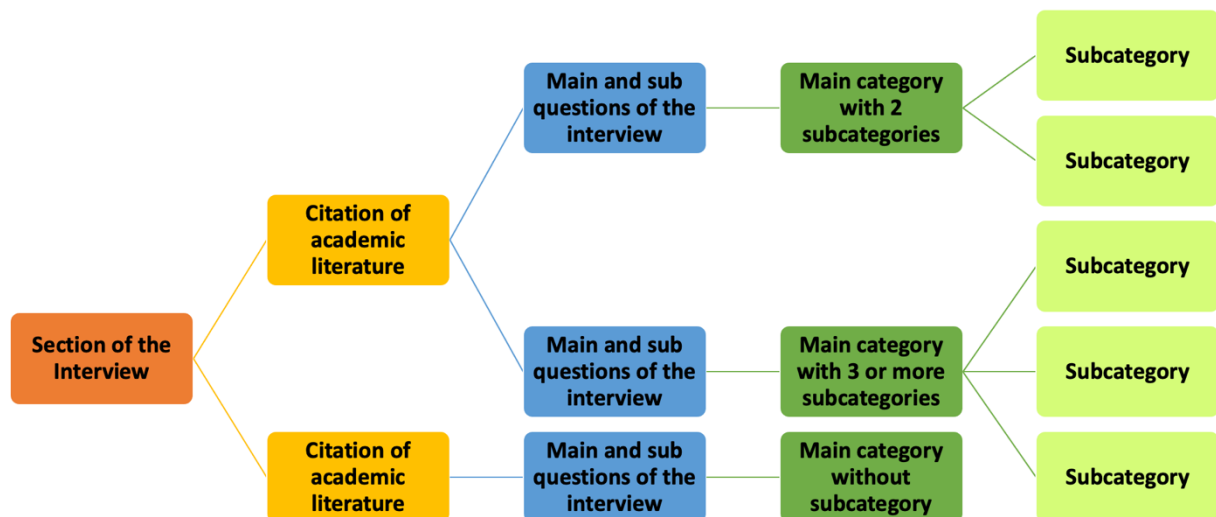 Section of the
Interview
Citation of
academic
literature
Main and sub
questions of the
interview
Main category
with 2
subcategories
Subcategory
Subcategory
Main and sub
questions of the
interview
Main category
with 3 or more
subcategories
Subcategory
Subcategory
Subcategory
Citation of
academic
literature
Main and sub
questions of the
interview
Main category
without
subcategory